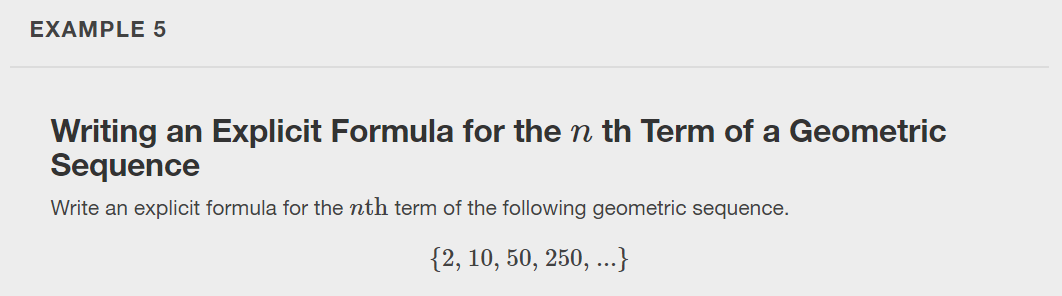 EXAMPLE 5
Writing an Explicit Formula for the n th Term of a Geometric
Sequence
Write an explicit formula for the nth term of the following geometric sequence.
{2, 10, 50, 250, ...}